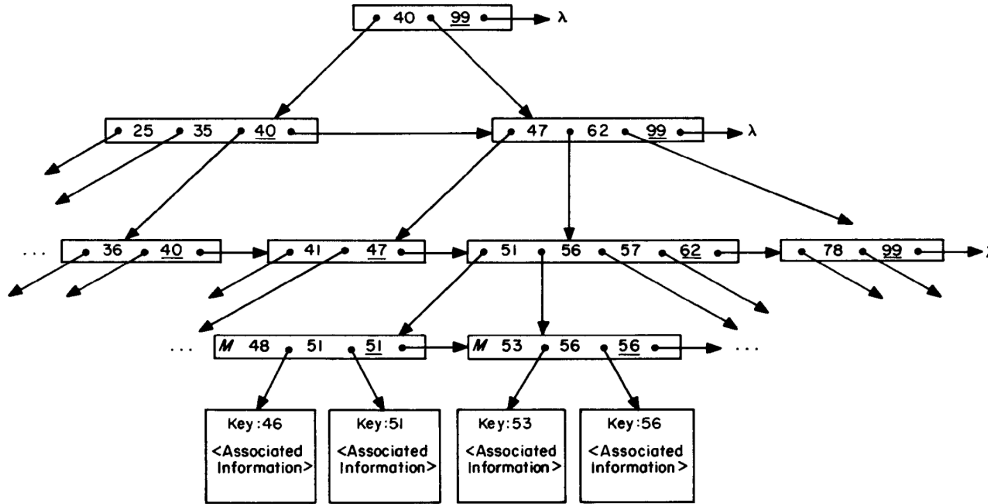 40 99 λ
25 35 40 47 62 99 λ
... 36 40 41 47 51 56 57 62 78 99 λ
... M 48 51 51 M 53 56 56 ...
Key:46 Key:51 Key:53 Key:56
<Associated <Associated <Associated <Associated
Information> Information> Information> Information>